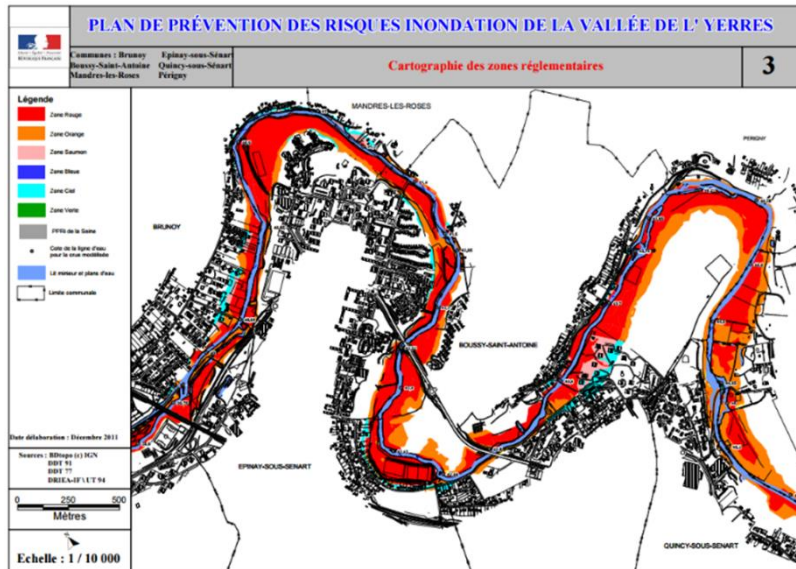 PLAN DE PRÉVENTION DES RISQUES INONDATION DE LA VALLÉE DE L' YERRES
RÉPUBLIQUE FRANÇAISE
Communes : Brunoy Epinay-sous-Sénart
Boussy-Saint-Antoine Quincy-sous-Sénart
Mandres-les-Roses Périgny
Cartographie des zones réglementaires
3
Légende
Zone Rouge
Zone Orange
Zone Saumon
Zone Bleue
Zone Ciel
Zone Verte
PPRi de la Seine
Cote de la ligne d'eau
pour la crue modélisée
Lit mineur et plans d'eau
Limite communale
MANDRES-LES-ROSES
PERIGNY
BRUNOY
BOUSSY-SAINT-ANTOINE
EPINAY-SOUS-SENART
QUINCY-SOUS-SENART
Date délaboration : Décembre 2011
Sources : BDtopo (c) IGN
DDT 91
DDT 77
DRIEA-IF \ UT 94
0 250 500
Mètres
Echelle : 1 / 10 000